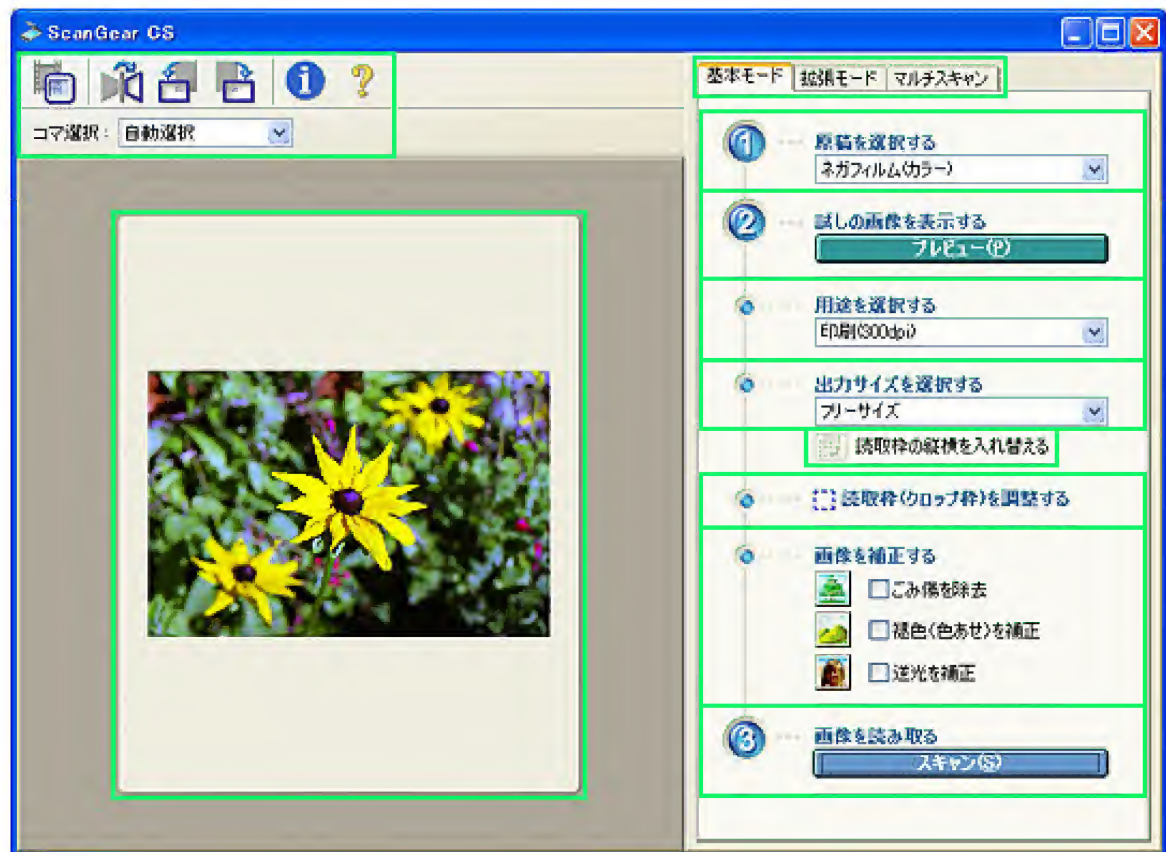 ScanGear CS
コマ選択: 自動選択
基本モード 拡張モード マルチスキャン
1 原稿を選択する
ネガフィルム(カラー)
2 試しの画像を表示する
プレビュー(P)
用途を選択する
印刷(300dpi)
出力サイズを選択する
フリーサイズ
読取枠の縦横を入れ替える
読取枠(クロップ枠)を調整する
画像を補正する
ごみ傷を除去
褪色(色あせ)を補正
逆光を補正
3 画像を読み取る
スキャン(S)